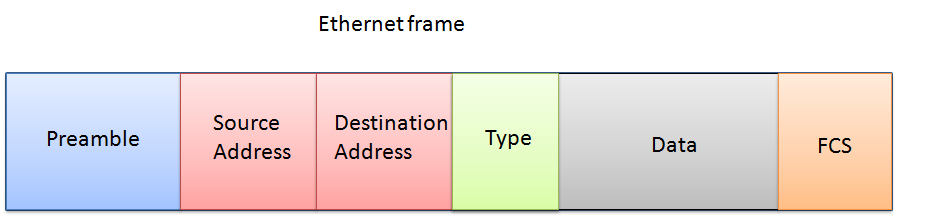 Ethernet frame
Preamble
Source
Address
Destination
Address
Type
Data
FCS